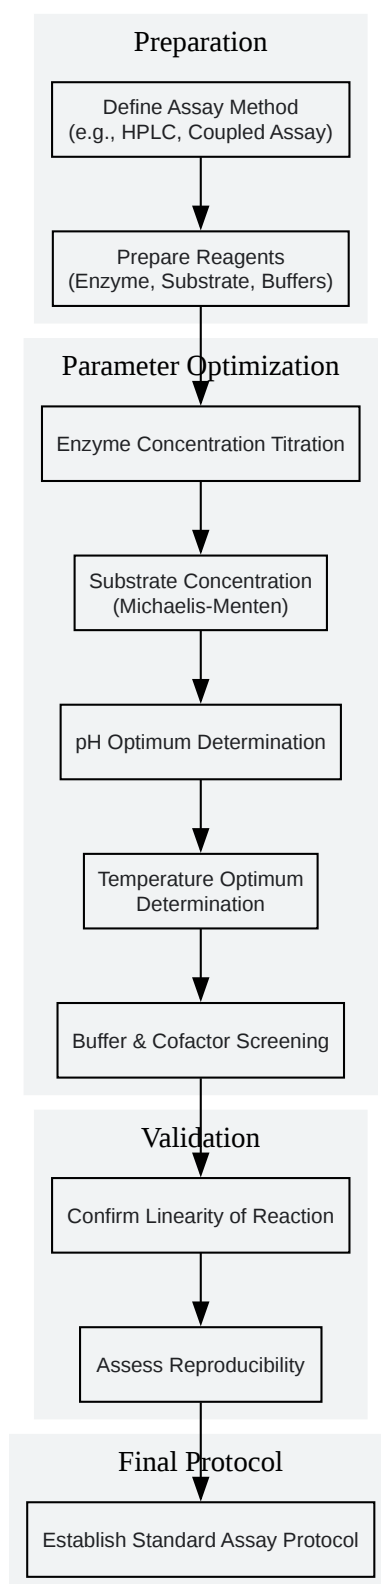 Preparation
Define Assay Method
(e.g., HPLC, Coupled Assay)
Prepare Reagents
(Enzyme, Substrate, Buffers)
Parameter Optimization
Enzyme Concentration Titration
Substrate Concentration
(Michaelis-Menten)
pH Optimum Determination
Temperature Optimum
Determination
Buffer & Cofactor Screening
Validation
Confirm Linearity of Reaction
Assess Reproducibility
Final Protocol
Establish Standard Assay Protocol